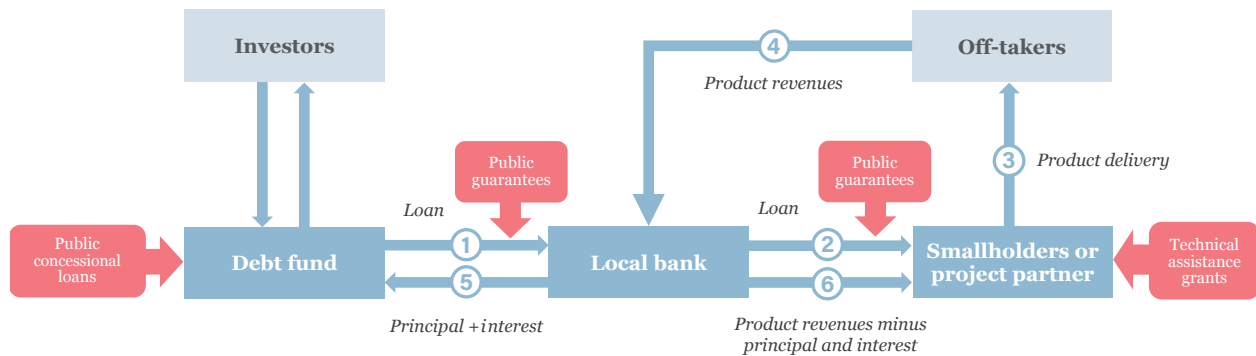 Investors
4
Off-takers
Product revenues
3
Product delivery
Public
guarantees
Public
guarantees
Loan
Loan
Public
concessional
loans
Debt fund
1
5
Local bank
2
6
Smallholders or
project partner
Technical
assistance
grants
Principal +interest
Product revenues minus
principal and interest